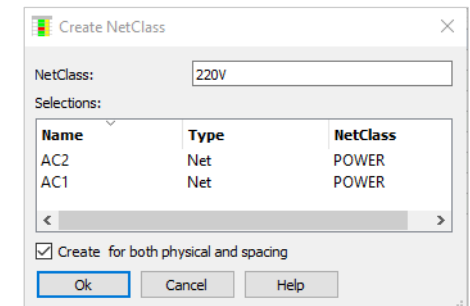 Create NetClass
NetClass: 220V
Selections:
Name Type NetClass
AC2 Net POWER
AC1 Net POWER
Create for both physical and spacing
Ok Cancel Help